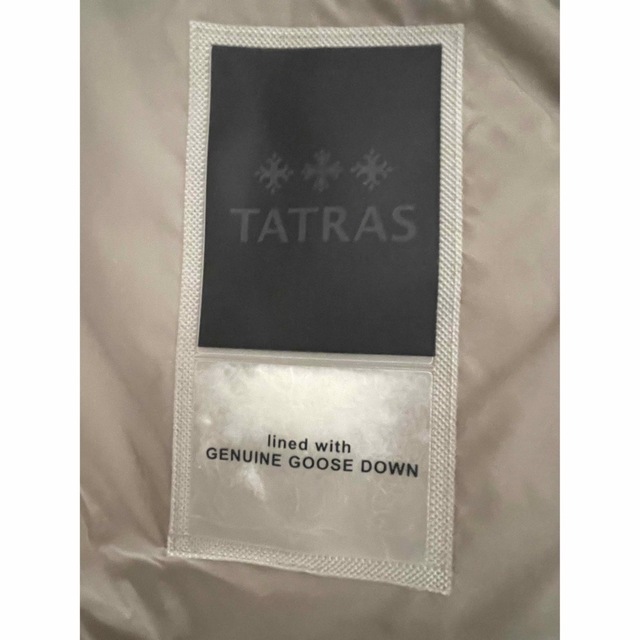 TATRAS
lined with
GENUINE GOOSE DOWN